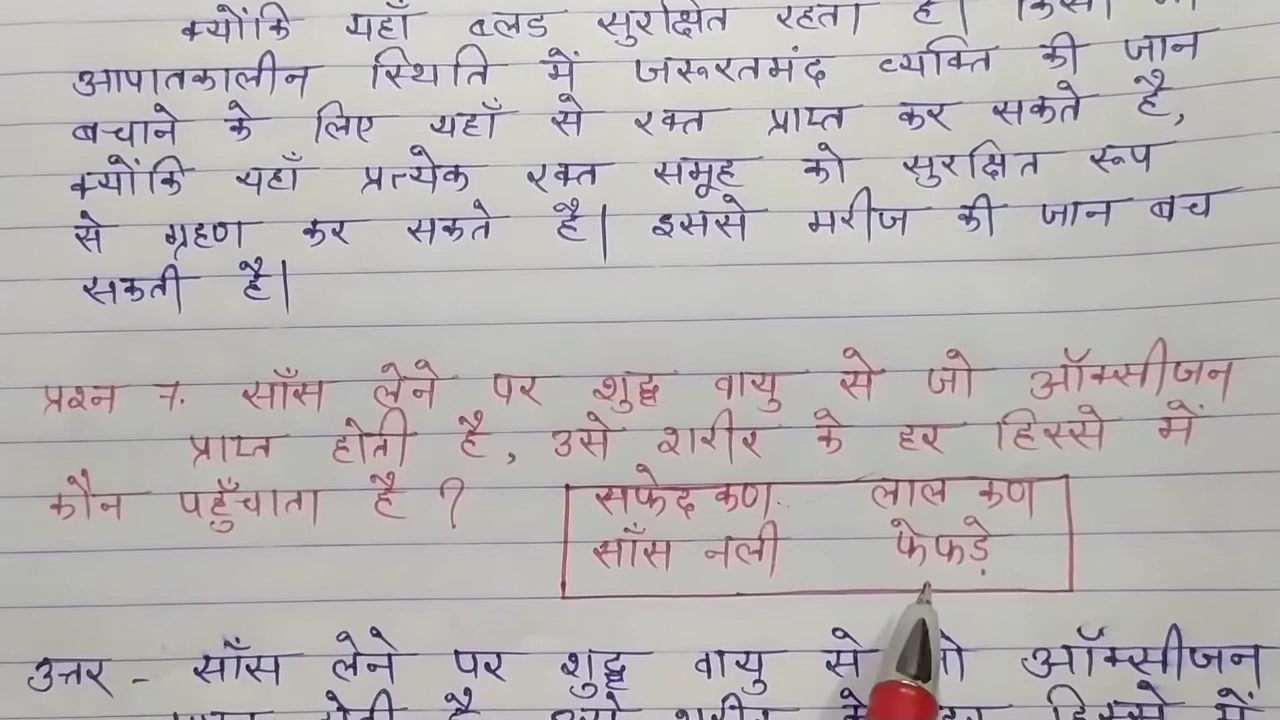 क्योंकि यहाँ ब्लड सुरक्षित रहता है। किसी
आपातकालीन स्थिति में जरूरतमंद व्यक्ति की जान
बचाने के लिए यहाँ से रक्त प्राप्त कर सकते है,
क्योंकि यहाँ प्रत्येक रक्त समूह को सुरक्षित रूप
से ग्रहण कर सकते है। इससे मरीज की जान बच
सकती है।
प्रश्न 7. साँस लेने पर शुद्ध वायु से जो ऑक्सीजन
प्राप्त होती है, उसे शरीर के हर हिस्से में
कौन पहुँचाता है ?
सफेद कण लाल कण
साँस नली फेफड़े
उत्तर - साँस लेने पर शुद्ध वायु से ऑक्सीजन